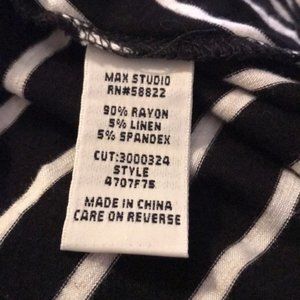 MAX STUDIO
RN#58822
90% RAYON
5% LINEN
5% SPANDEX
CUT:3000324
STYLE
4707F75
MADE IN CHINA
CARE ON REVERSE